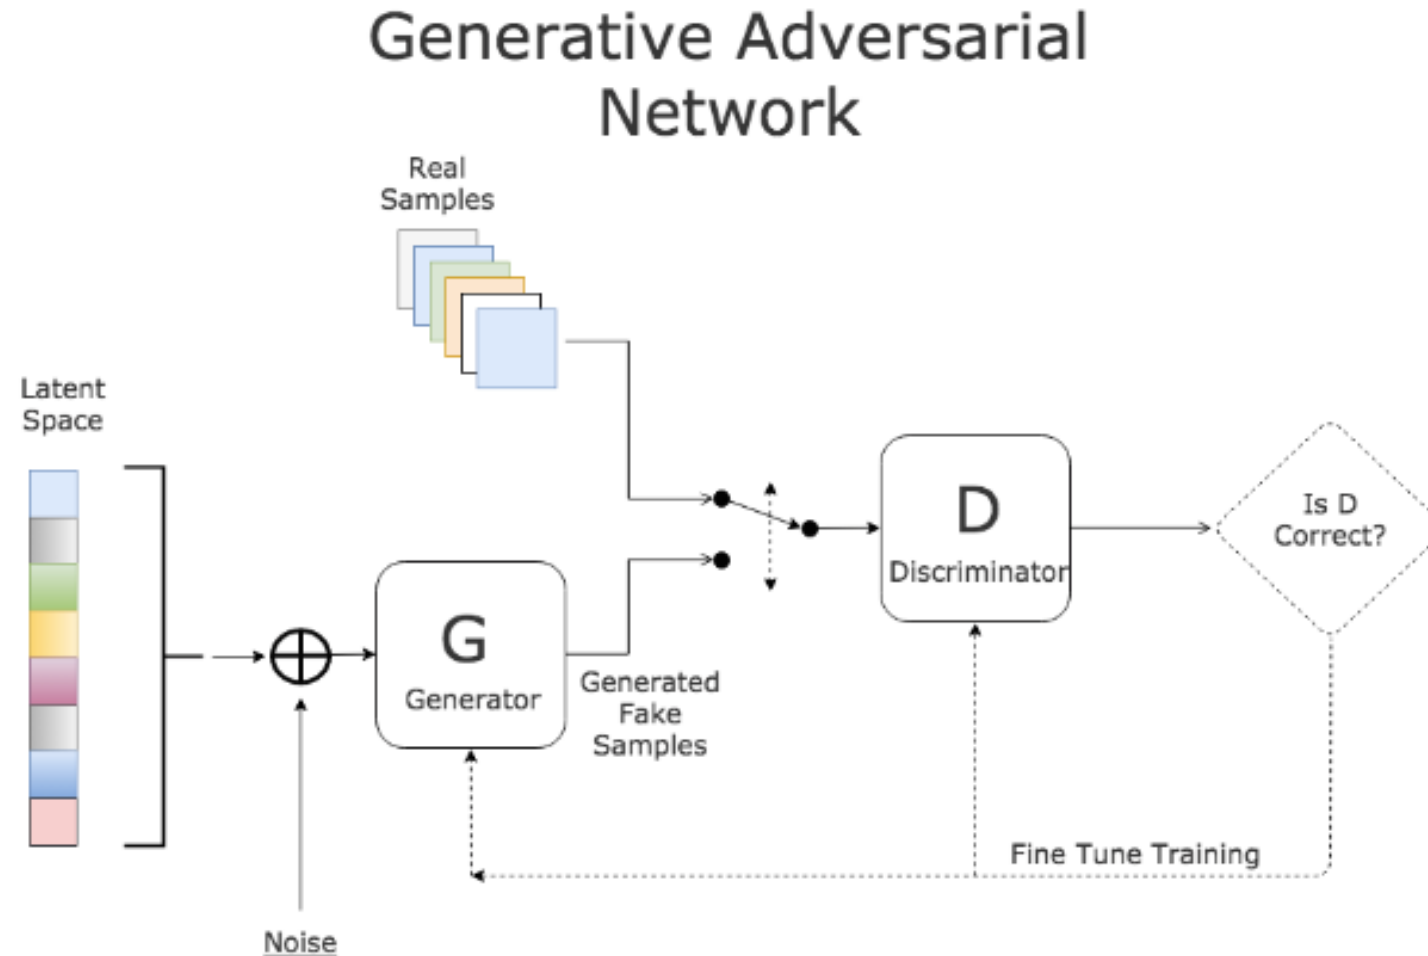 Generative Adversarial
Network
Real
Samples
Latent
Space
G
Generator
Generated
Fake
Samples
D
Discriminator
Is D
Correct?
Fine Tune Training
Noise